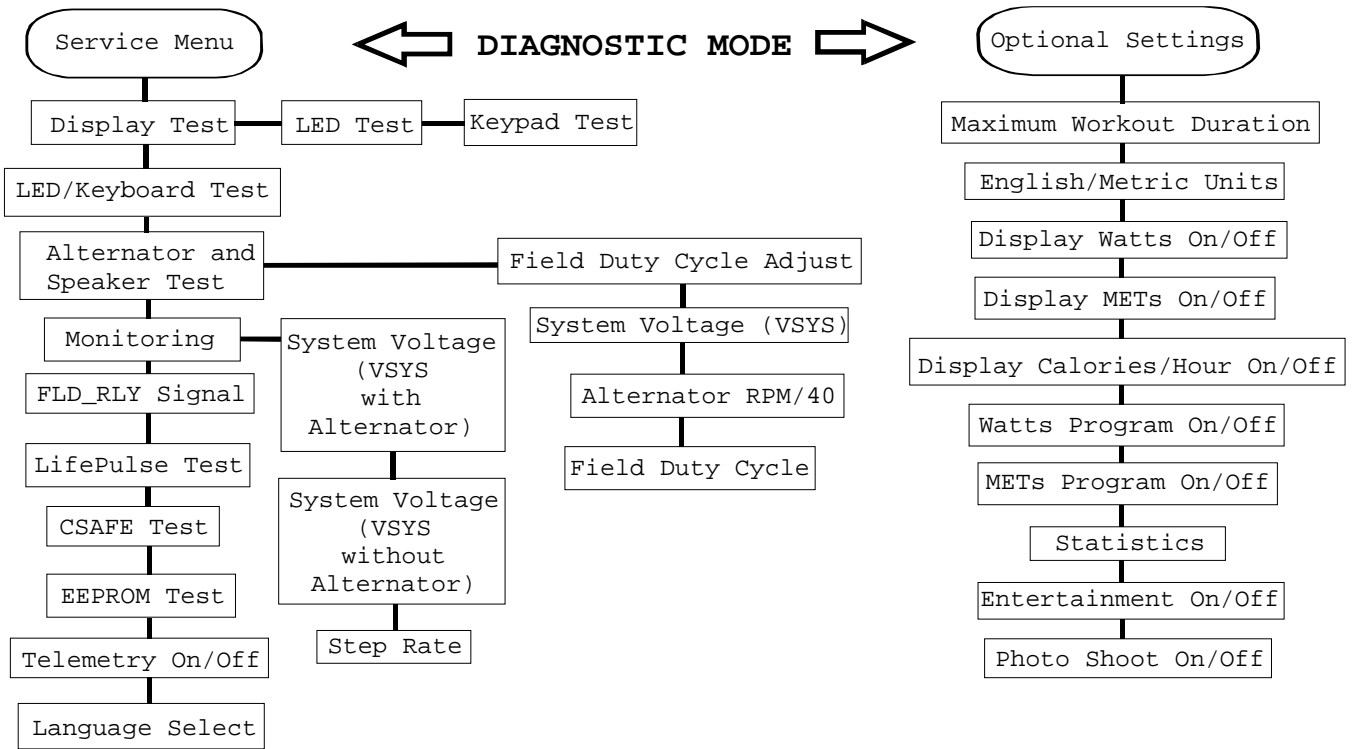 Service Menu
DIAGNOSTIC MODE
Optional Settings
Display Test
LED Test
Keypad Test
LED/Keyboard Test
Alternator and
Speaker Test
Field Duty Cycle Adjust
System Voltage (VSYS)
Alternator RPM/40
Field Duty Cycle
Monitoring
System Voltage
(VSYS
with
Alternator)
System Voltage
(VSYS
without
Alternator)
Step Rate
FLD_RLY Signal
LifePulse Test
CSAFE Test
EEPROM Test
Telemetry On/Off
Language Select
Maximum Workout Duration
English/Metric Units
Display Watts On/Off
Display METs On/Off
Display Calories/Hour On/Off
Watts Program On/Off
METs Program On/Off
Statistics
Entertainment On/Off
Photo Shoot On/Off